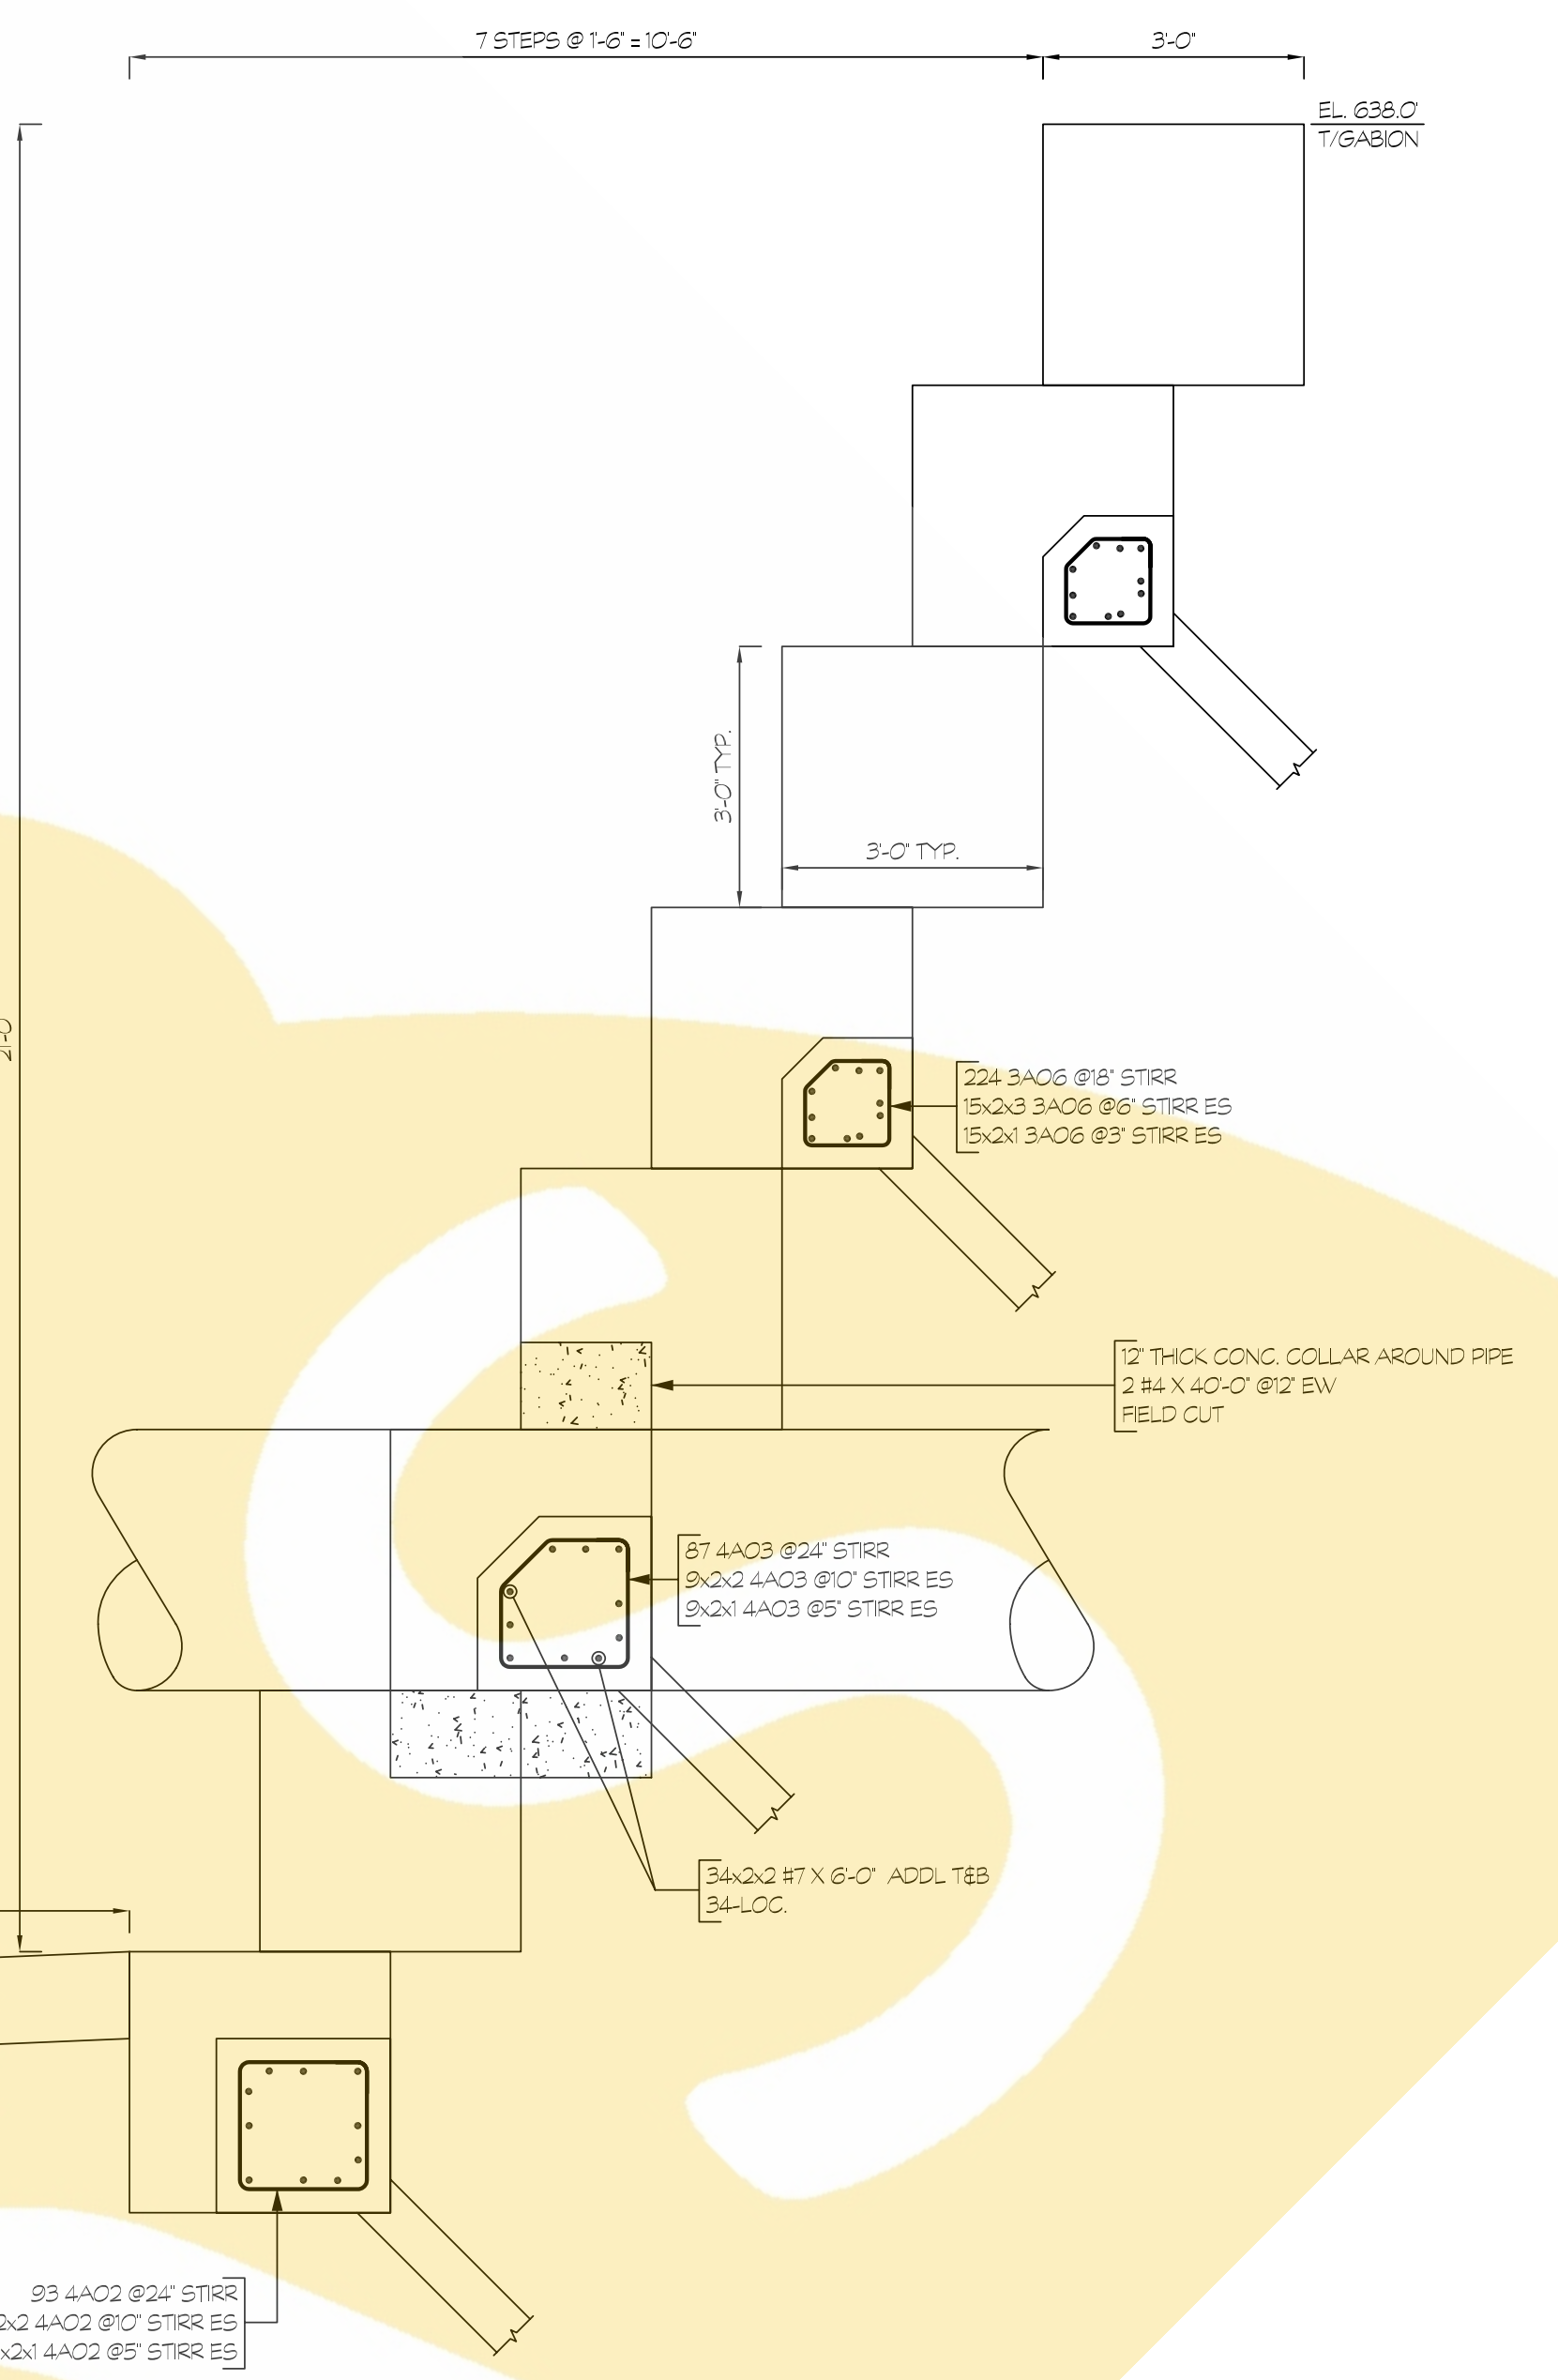 7 STEPS @ 1'-6" = 10'-6"
3'-0"
EL. 638.0'
T/GABION
3'-0" TYP.
3'-0" TYP.
21'-0
224 3A06 @18" STIRR
15x2x3 3A06 @6" STIRR ES
15x2x1 3A06 @3" STIRR ES
12" THICK CONC. COLLAR AROUND PIPE
2 #4 X 40'-0" @12" EW
FIELD CUT
87 4A03 @24" STIRR
9x2x2 4A03 @10" STIRR ES
9x2x1 4A03 @5" STIRR ES
34x2x2 #7 X 6'-0" ADDL T&B
34-LOC.
93 4A02 @24" STIRR
2x2 4A02 @10" STIRR ES
x2x1 4A02 @5" STIRR ES